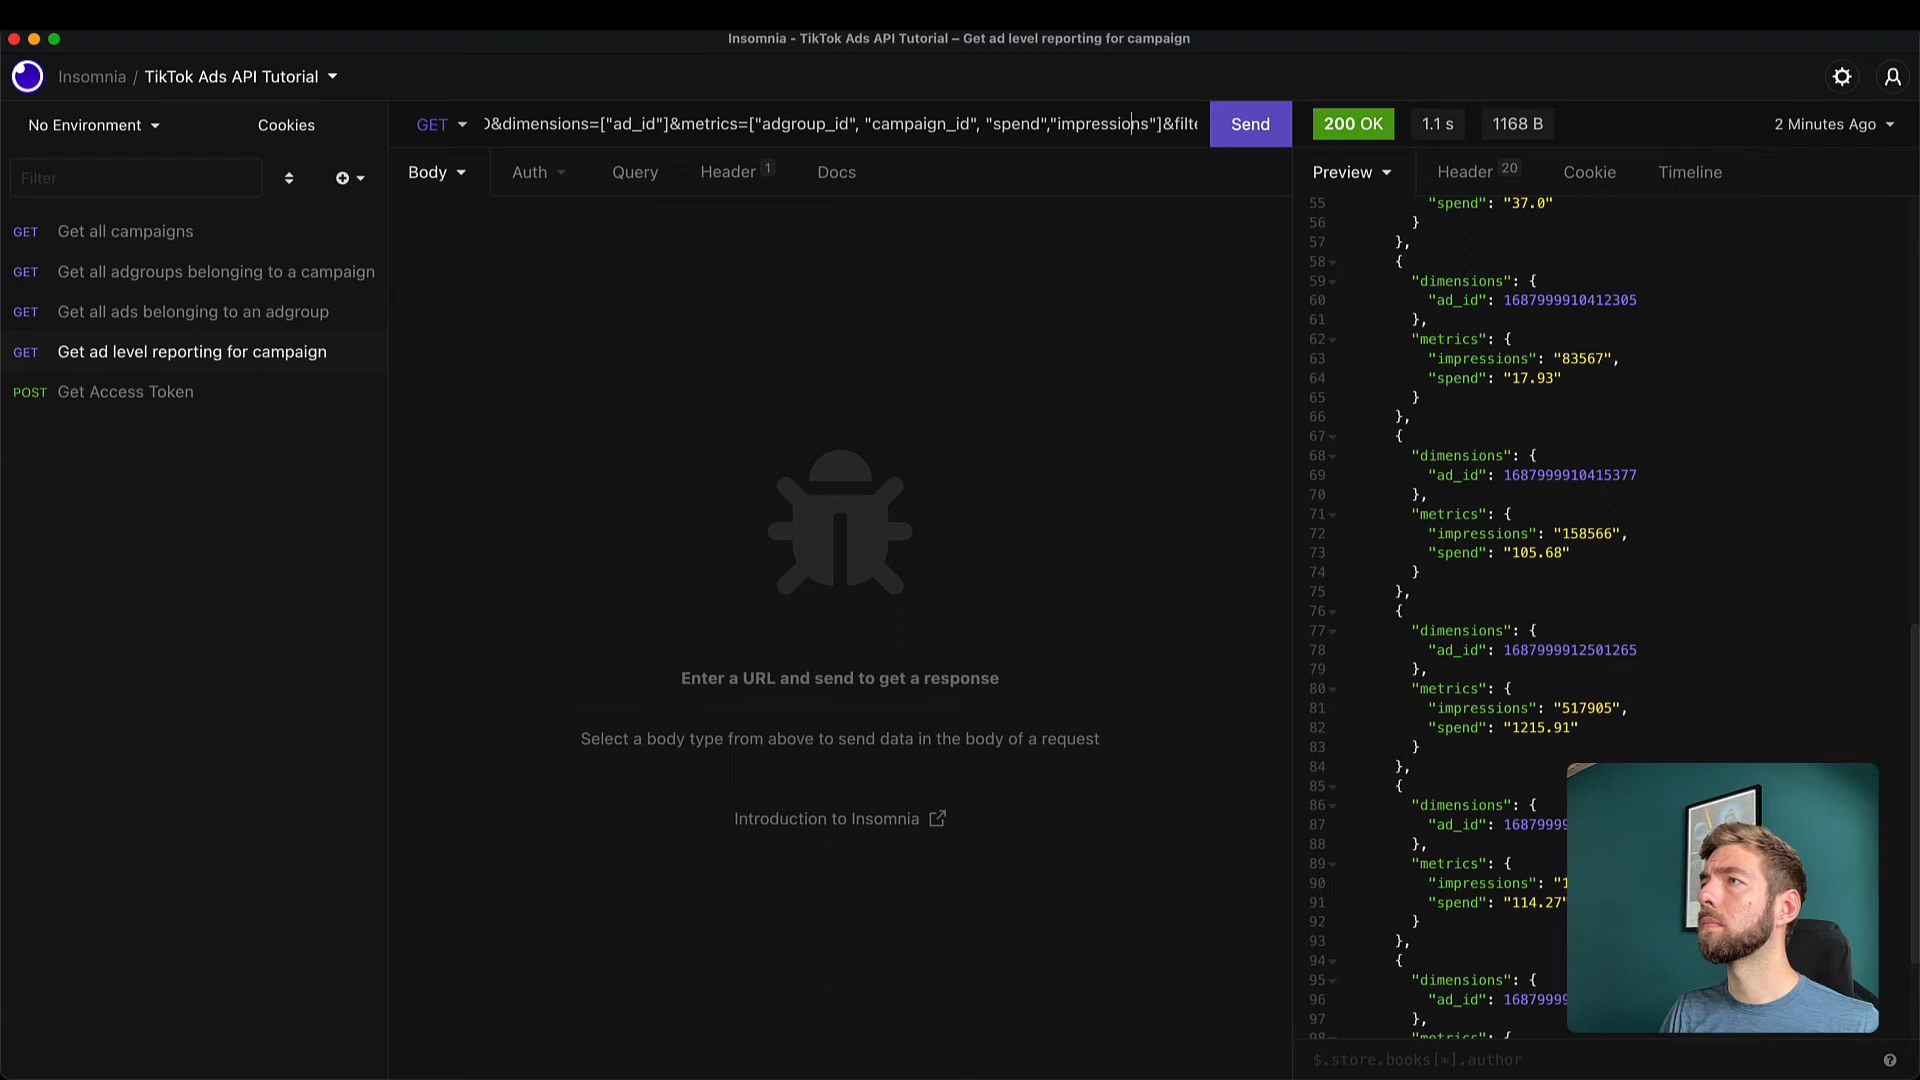 Insomnia - TikTok Ads API Tutorial – Get ad level reporting for campaign
Insomnia / TikTok Ads API Tutorial
No Environment
Cookies
GET
&dimensions=["ad_id"]&metrics=["adgroup_id", "campaign_id", "spend","impressions"]&filte
Send
200 OK
1.1 s
1168 B
2 Minutes Ago
Filter
Body
Auth
Query
Header 1
Docs
Preview
Header 20
Cookie
Timeline
GET Get all campaigns
GET Get all adgroups belonging to a campaign
GET Get all ads belonging to an adgroup
GET Get ad level reporting for campaign
POST Get Access Token
Enter a URL and send to get a response
Select a body type from above to send data in the body of a request
Introduction to Insomnia
55 "spend": "37.0"
56 }
57 },
58 {
59 "dimensions": {
60 "ad_id": 1687999910412305
61 },
62 "metrics": {
63 "impressions": "83567",
64 "spend": "17.93"
65 }
66 },
67 {
68 "dimensions": {
69 "ad_id": 1687999910415377
70 },
71 "metrics": {
72 "impressions": "158566",
73 "spend": "105.68"
74 }
75 },
76 {
77 "dimensions": {
78 "ad_id": 1687999912501265
79 },
80 "metrics": {
81 "impressions": "517905",
82 "spend": "1215.91"
83 }
84 },
85 {
86 "dimensions": {
87 "ad_id": 1687999
88 },
89 "metrics": {
90 "impressions": "1
91 "spend": "114.27"
92 }
93 },
94 {
95 "dimensions": {
96 "ad_id": 1687999
97 },
98 "metrics": {
$.store.books[*].author